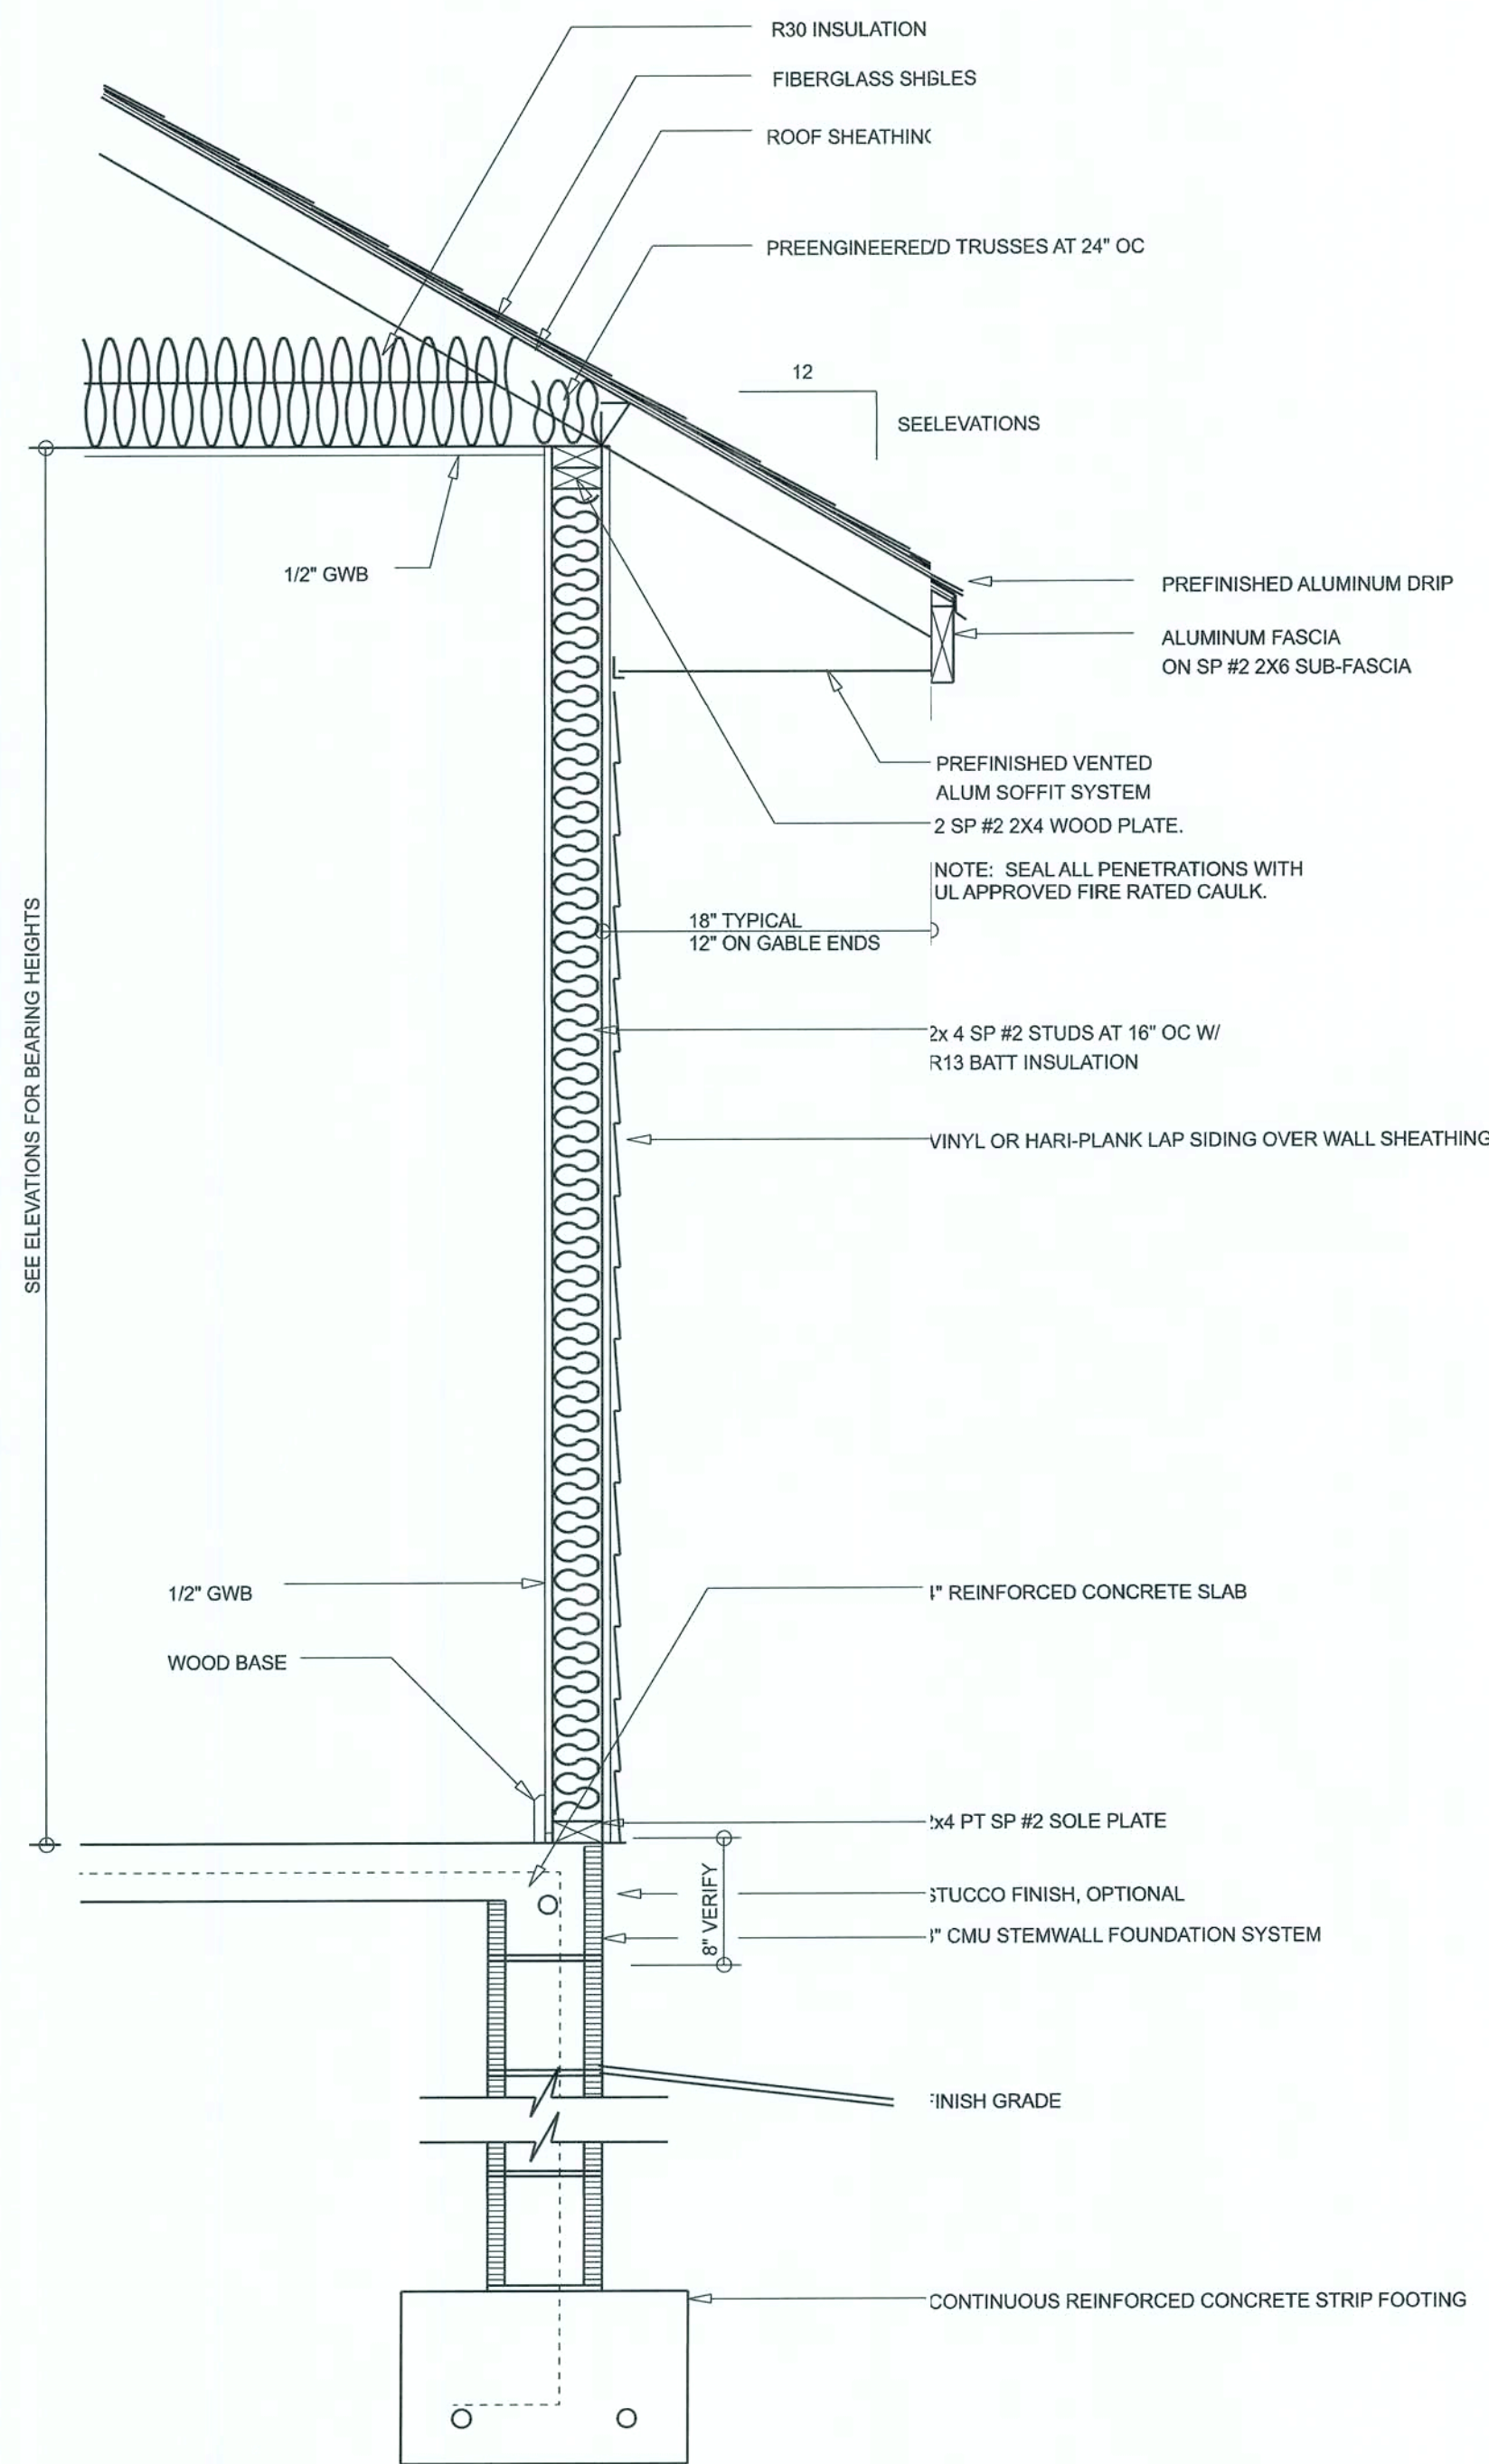 R30 INSULATION
FIBERGLASS SHGLES
ROOF SHEATHING
PREENGINEERED/D TRUSSES AT 24" OC
12
SEELEVATIONS
1/2" GWB
PREFINISHED ALUMINUM DRIP
ALUMINUM FASCIA
ON SP #2 2X6 SUB-FASCIA
PREFINISHED VENTED
ALUM SOFFIT SYSTEM
2 SP #2 2X4 WOOD PLATE.
NOTE: SEAL ALL PENETRATIONS WITH
UL APPROVED FIRE RATED CAULK.
18" TYPICAL
12" ON GABLE ENDS
SEE ELEVATIONS FOR BEARING HEIGHTS
2x 4 SP #2 STUDS AT 16" OC W/
R13 BATT INSULATION
VINYL OR HARI-PLANK LAP SIDING OVER WALL SHEATHING
1/2" GWB
4" REINFORCED CONCRETE SLAB
WOOD BASE
2x4 PT SP #2 SOLE PLATE
8" VERIFY
STUCCO FINISH, OPTIONAL
" CMU STEMWALL FOUNDATION SYSTEM
FINISH GRADE
CONTINUOUS REINFORCED CONCRETE STRIP FOOTING